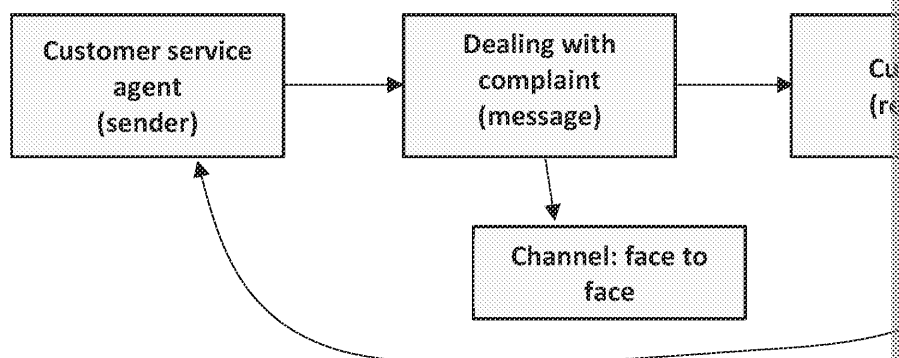 Customer service
agent
(sender)
Dealing with
complaint
(message)
Channel: face to
face